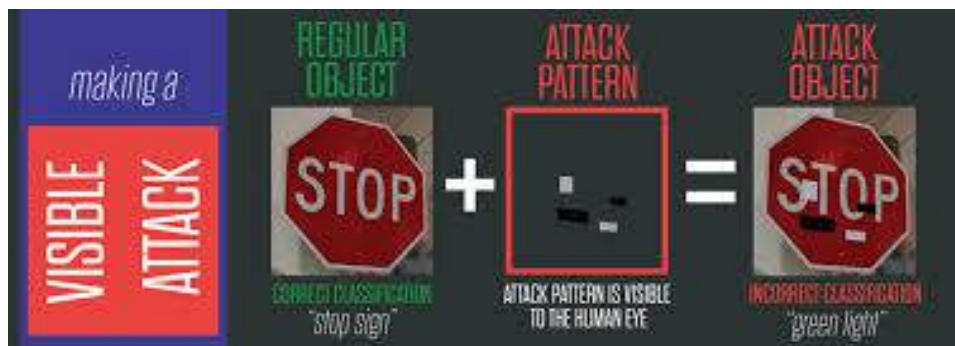 making a
VISIBLE
ATTACK
REGULAR
OBJECT
STOP
CORRECT CLASSIFICATION
"stop sign"
+
ATTACK
PATTERN
ATTACK PATTERN IS VISIBLE
TO THE HUMAN EYE
=
ATTACK
OBJECT
STOP
INCORRECT CLASSIFICATION
"green light"